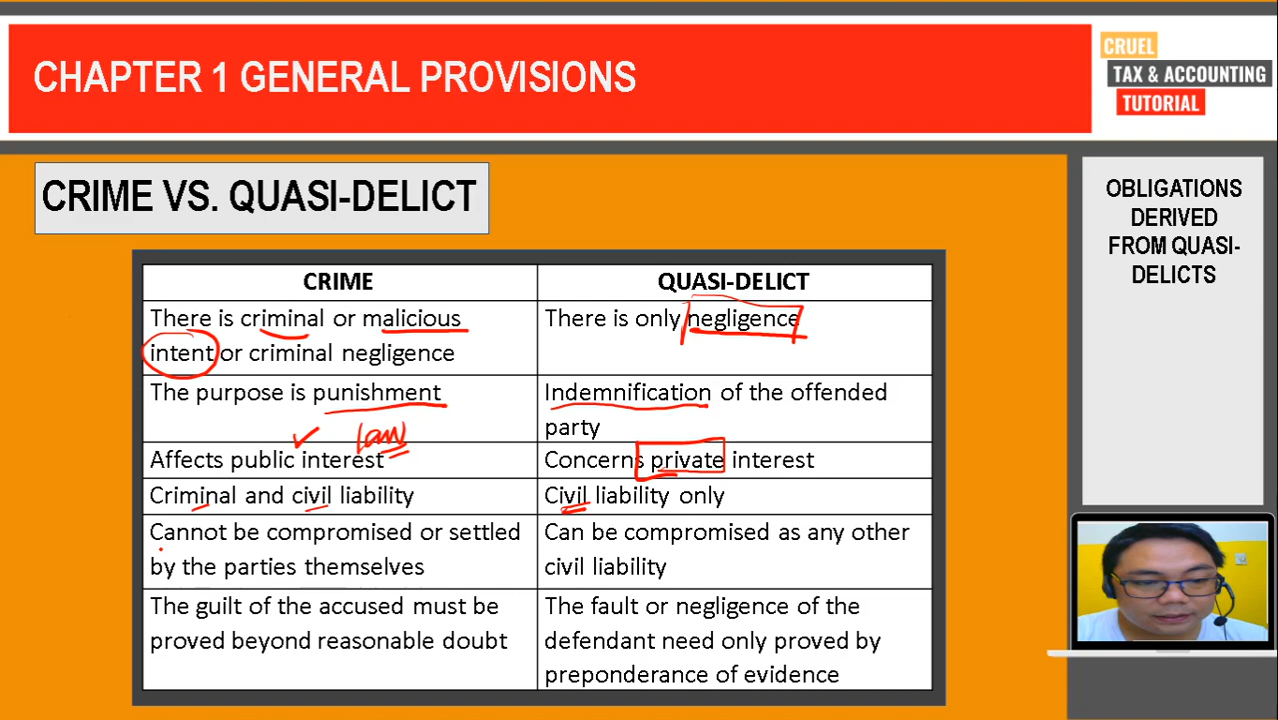 CHAPTER 1 GENERAL PROVISIONS
CRUEL
TAX & ACCOUNTING
TUTORIAL
CRIME VS. QUASI-DELICT
OBLIGATIONS
DERIVED
FROM QUASI-
DELICTS
CRIME
QUASI-DELICT
There is criminal or malicious
intent or criminal negligence
There is only negligence
The purpose is punishment
Indemnification of the offended
party
law
Affects public interest
Concerns private interest
Criminal and civil liability
Civil liability only
Cannot be compromised or settled
by the parties themselves
Can be compromised as any other
civil liability
The guilt of the accused must be
proved beyond reasonable doubt
The fault or negligence of the
defendant need only proved by
preponderance of evidence